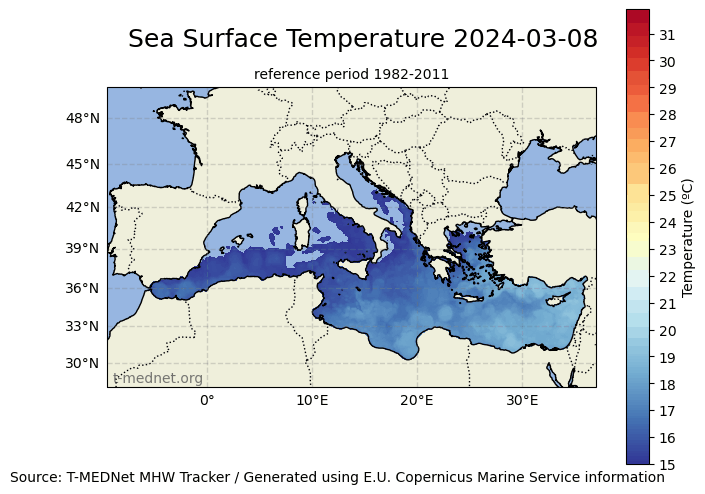 Sea Surface Temperature 2024-03-08
reference period 1982-2011
48°N
45°N
42°N
39°N
36°N
33°N
30°N
0°
10°E
20°E
30°E
t-mednet.org
31
30
29
28
27
26
25
24
23
22
21
20
19
18
17
16
15
Temperature (ºC)
Source: T-MEDNet MHW Tracker / Generated using E.U. Copernicus Marine Service information